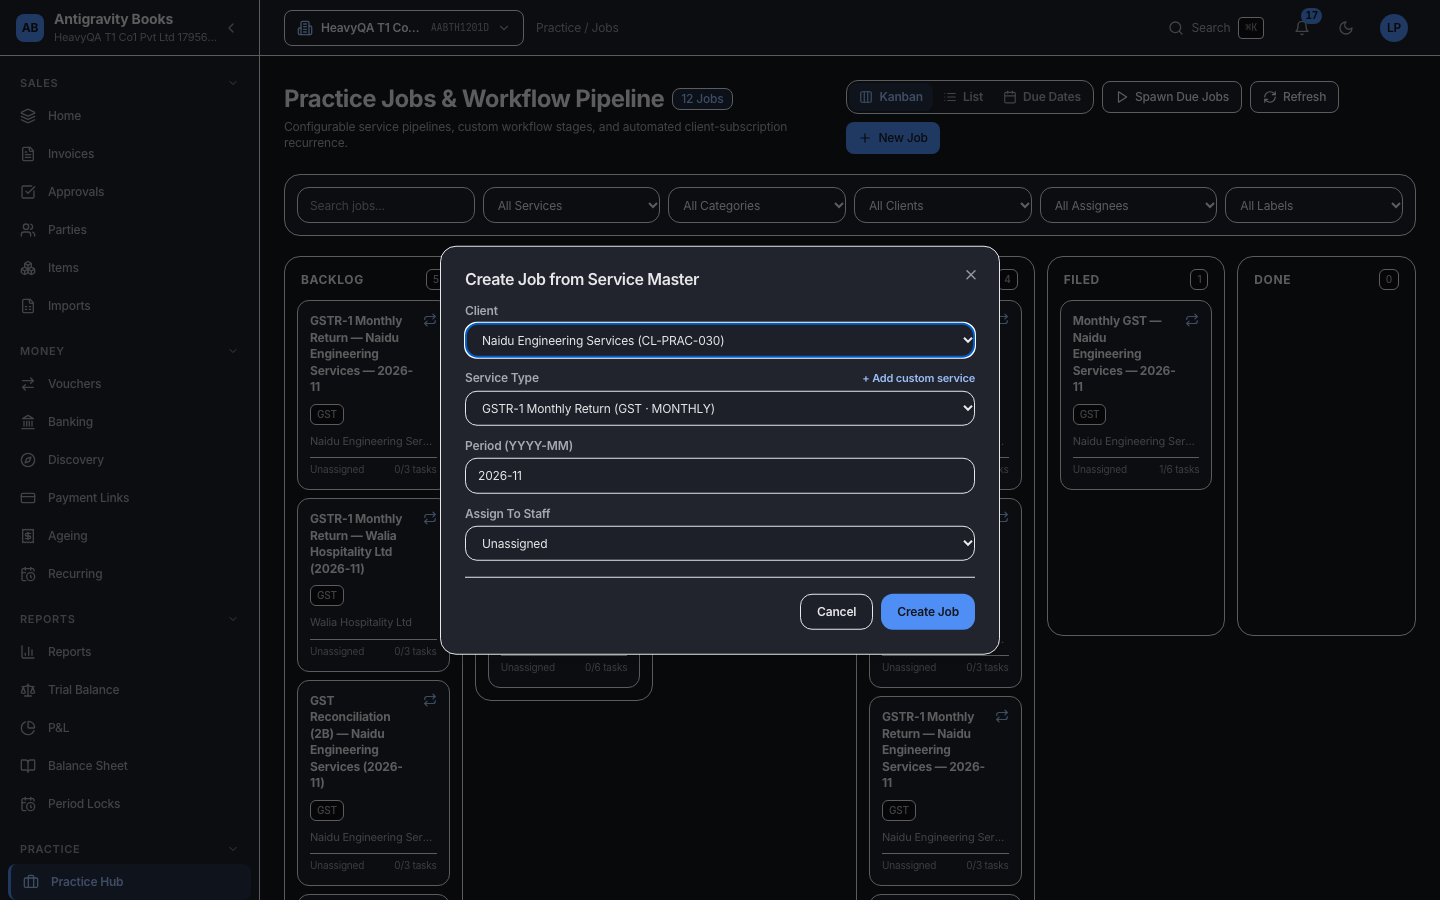 AB
Antigravity Books
HeavyQA T1 Co1 Pvt Ltd 17956...
HeavyQA T1 Co... AABTH1201D
Practice / Jobs
Search ⌘K
17
LP
SALES
Home
Invoices
Approvals
Parties
Items
Imports
MONEY
Vouchers
Banking
Discovery
Payment Links
Ageing
Recurring
REPORTS
Reports
Trial Balance
P&L
Balance Sheet
Period Locks
PRACTICE
Practice Hub
Practice Jobs & Workflow Pipeline 12 Jobs
Configurable service pipelines, custom workflow stages, and automated client-subscription
recurrence.
Kanban List Due Dates Spawn Due Jobs Refresh
+ New Job
Search jobs... All Services All Categories All Clients All Assignees All Labels
BACKLOG 5
GSTR-1 Monthly
Return — Naidu
Engineering
Services — 2026-
11
GST
Naidu Engineering Ser...
Unassigned 0/3 tasks
GSTR-1 Monthly
Return — Walia
Hospitality Ltd
(2026-11)
GST
Walia Hospitality Ltd
Unassigned 0/3 tasks
GST
Reconciliation
(2B) — Naidu
Engineering
Services (2026-
11)
GST
Naidu Engineering Ser...
Unassigned 0/3 tasks
Create Job from Service Master
Client
Naidu Engineering Services (CL-PRAC-030)
Service Type + Add custom service
GSTR-1 Monthly Return (GST · MONTHLY)
Period (YYYY-MM)
2026-11
Assign To Staff
Unassigned
Cancel Create Job
Unassigned 0/6 tasks
4
Unassigned 0/3 tasks
GSTR-1 Monthly
Return — Naidu
Engineering
Services — 2026-
11
GST
Naidu Engineering Ser...
Unassigned 0/3 tasks
FILED 1
Monthly GST —
Naidu
Engineering
Services — 2026-
11
GST
Naidu Engineering Ser...
Unassigned 1/6 tasks
DONE 0